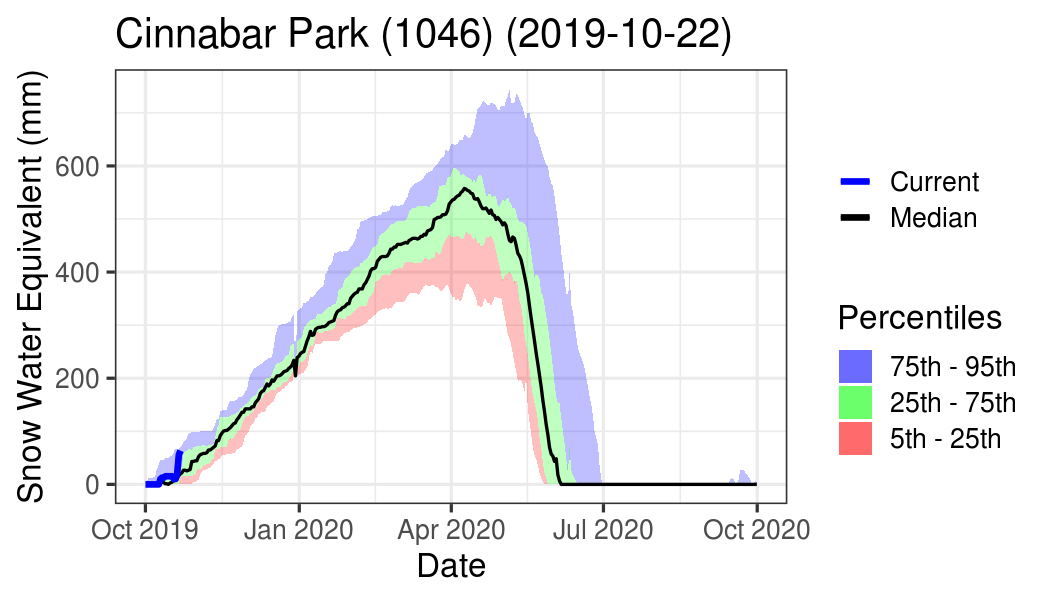 Cinnabar Park (1046) (2019-10-22)
Snow Water Equivalent (mm)
600
400
200
0
Oct 2019
Jan 2020
Apr 2020
Jul 2020
Oct 2020
Date
Current
Median
Percentiles
75th - 95th
25th - 75th
5th - 25th